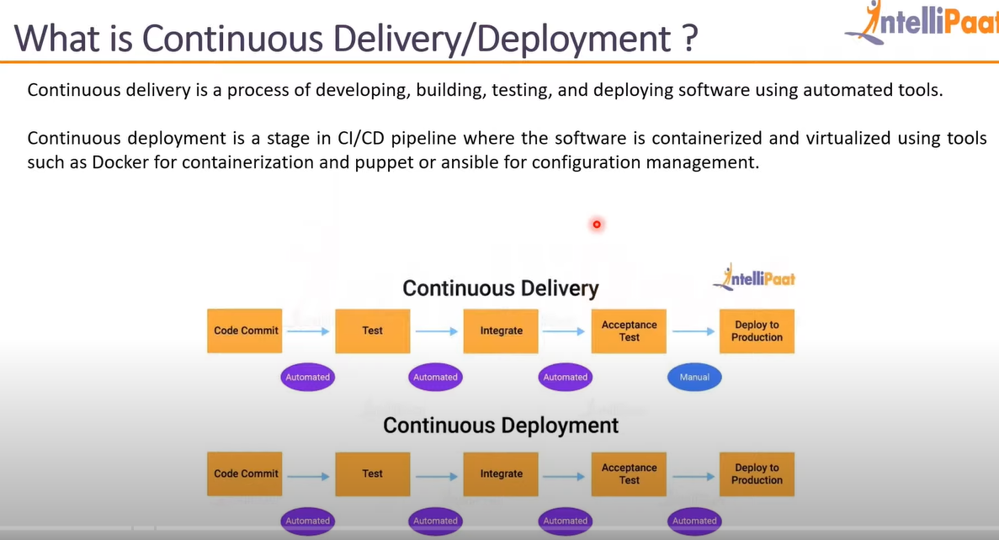 What is Continuous Delivery/Deployment ?
IntelliPaat
Continuous delivery is a process of developing, building, testing, and deploying software using automated tools.
Continuous deployment is a stage in CI/CD pipeline where the software is containerized and virtualized using tools
such as Docker for containerization and puppet or ansible for configuration management.
IntelliPaat
Continuous Delivery
Code Commit
Test
Integrate
Acceptance
Test
Deploy to
Production
Automated
Automated
Automated
Manual
Continuous Deployment
Code Commit
Test
Integrate
Acceptance
Test
Deploy to
Production
Automated
Automated
Automated
Automated